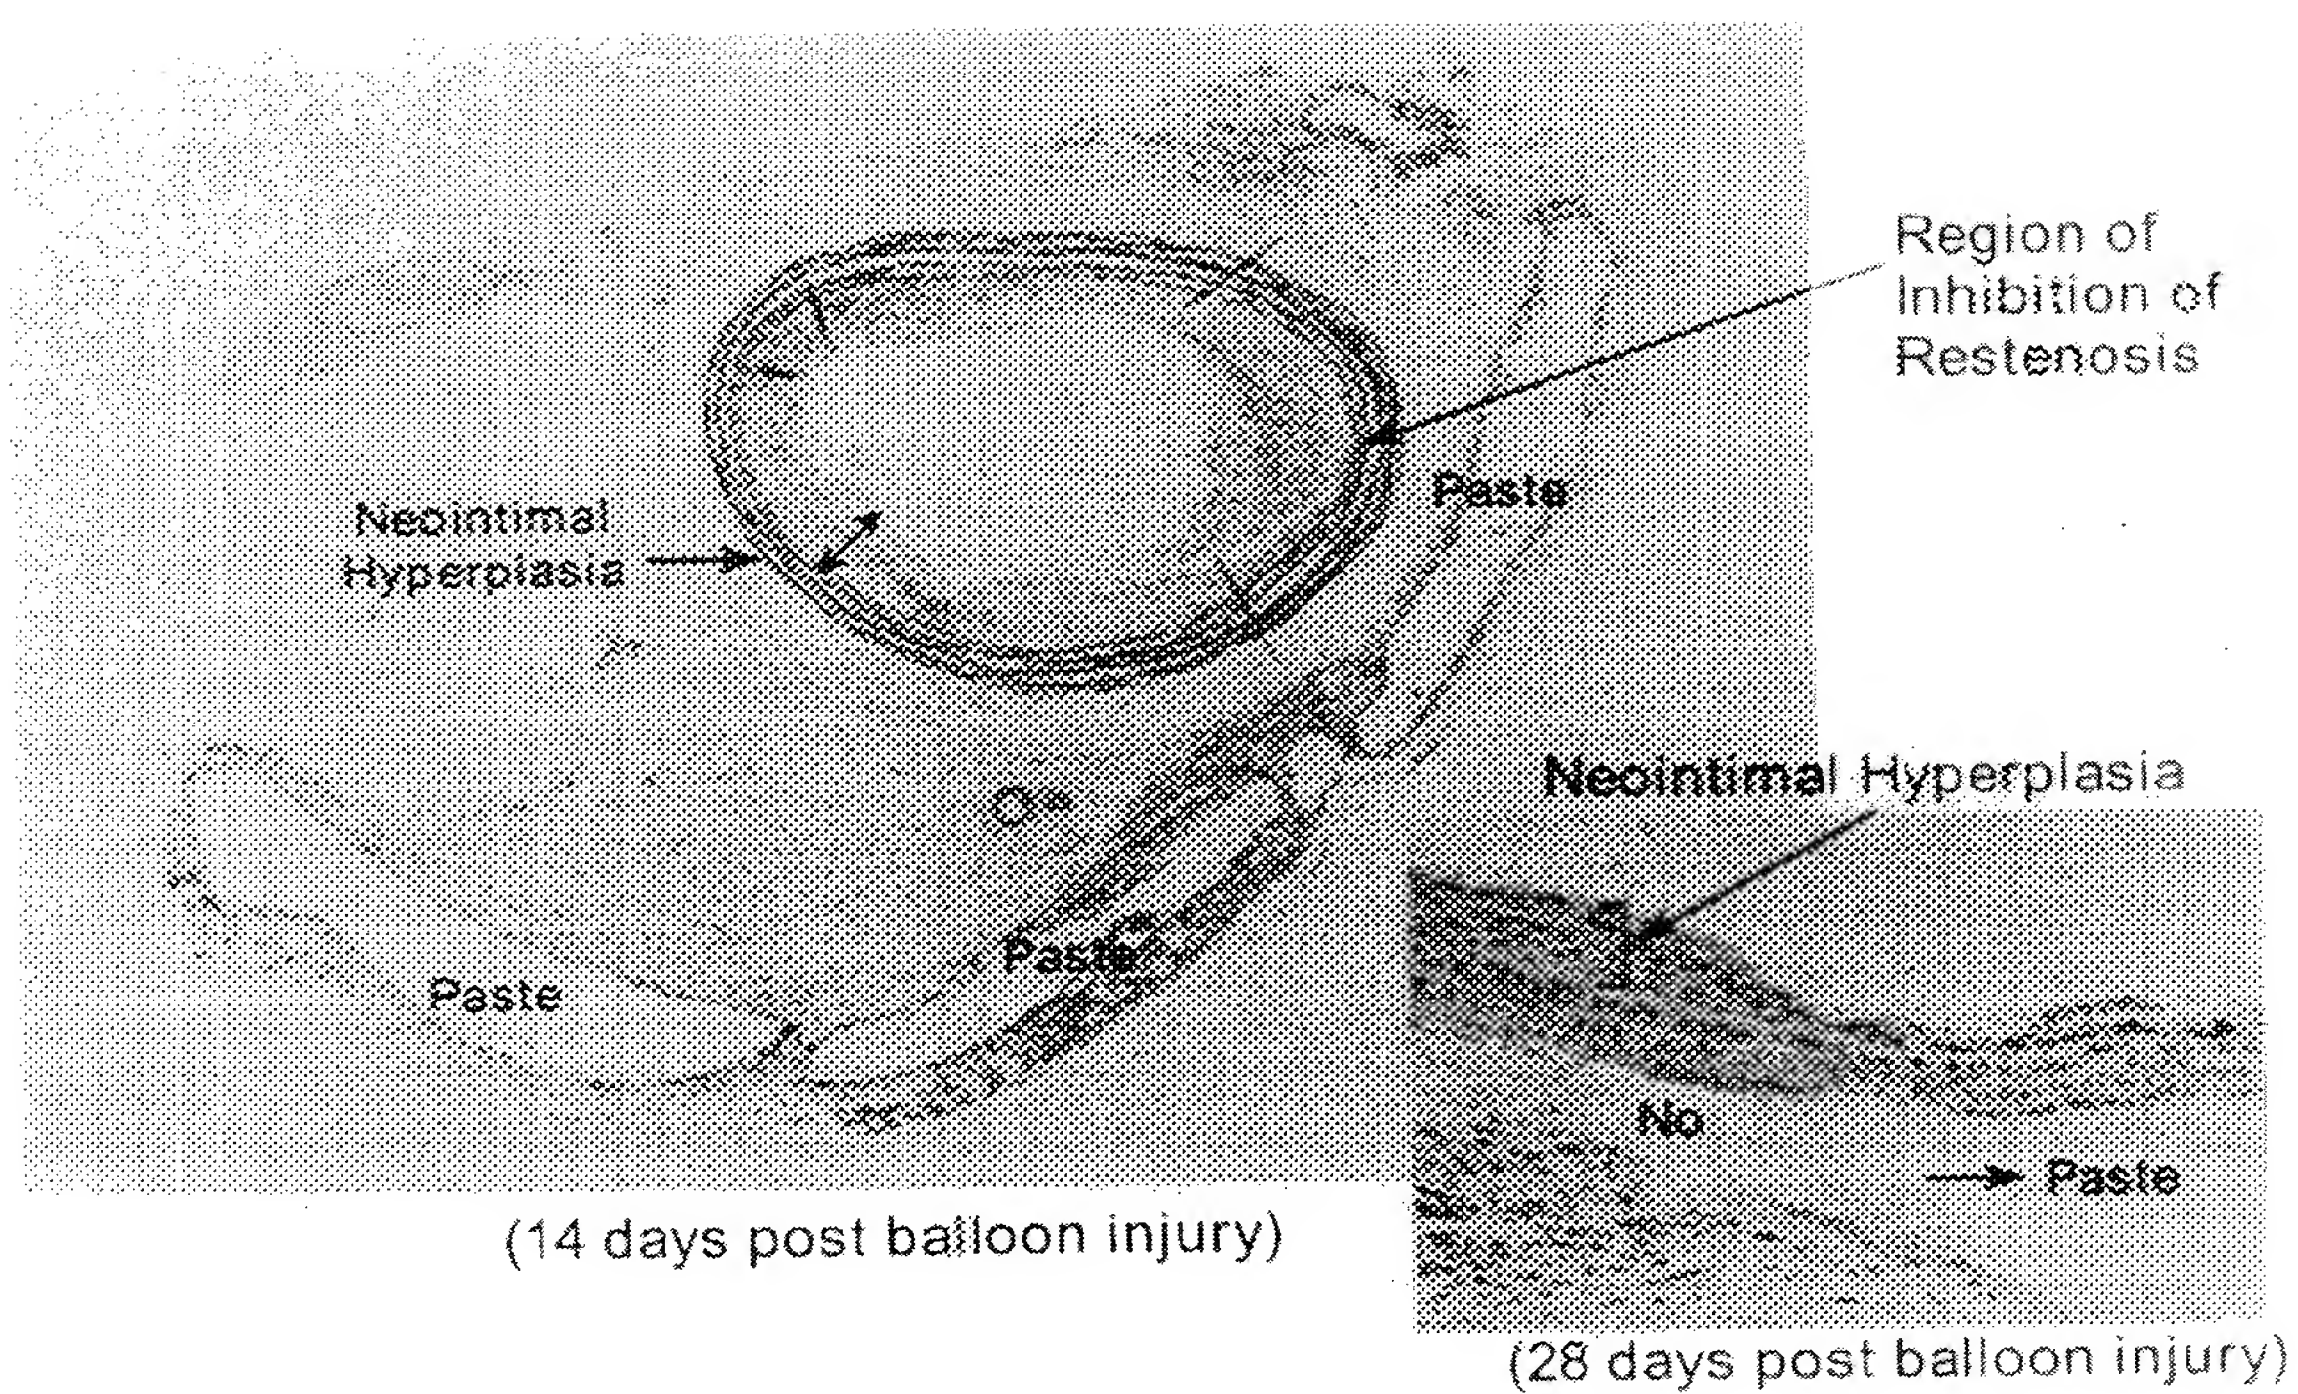 Region of
Inhibition of
Restenosis
Paste
Neointimal
Hyperplasia
Neointimal Hyperplasia
Paste
Paste
No
Paste
(14 days post balloon injury)
(28 days post balloon injury)